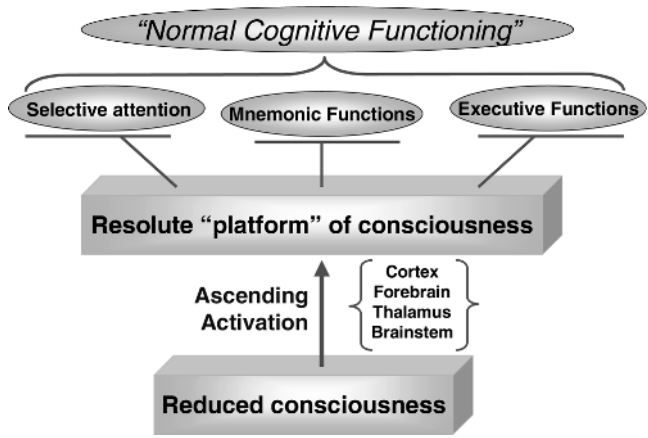 “Normal Cognitive Functioning”
Selective attention
Mnemonic Functions
Executive Functions
Resolute “platform” of consciousness
Ascending
Activation
Cortex
Forebrain
Thalamus
Brainstem
Reduced consciousness